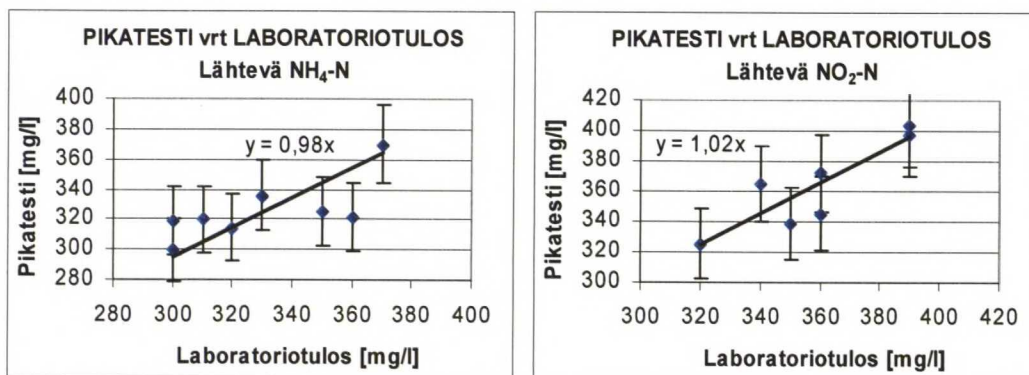 PIKATESTI vrt LABORATORIOTULOS
Lähtevä NH₄-N
400
380
360
340
320
300
280
y = 0,98x
Pikatesti [mg/l]
280 300 320 340 360 380 400
Laboratoriotulos [mg/l]
PIKATESTI vrt LABORATORIOTULOS
Lähtevä NO₂-N
420
400
380
360
340
320
300
y = 1,02x
Pikatesti [mg/l]
300 320 340 360 380 400 420
Laboratoriotulos [mg/l]